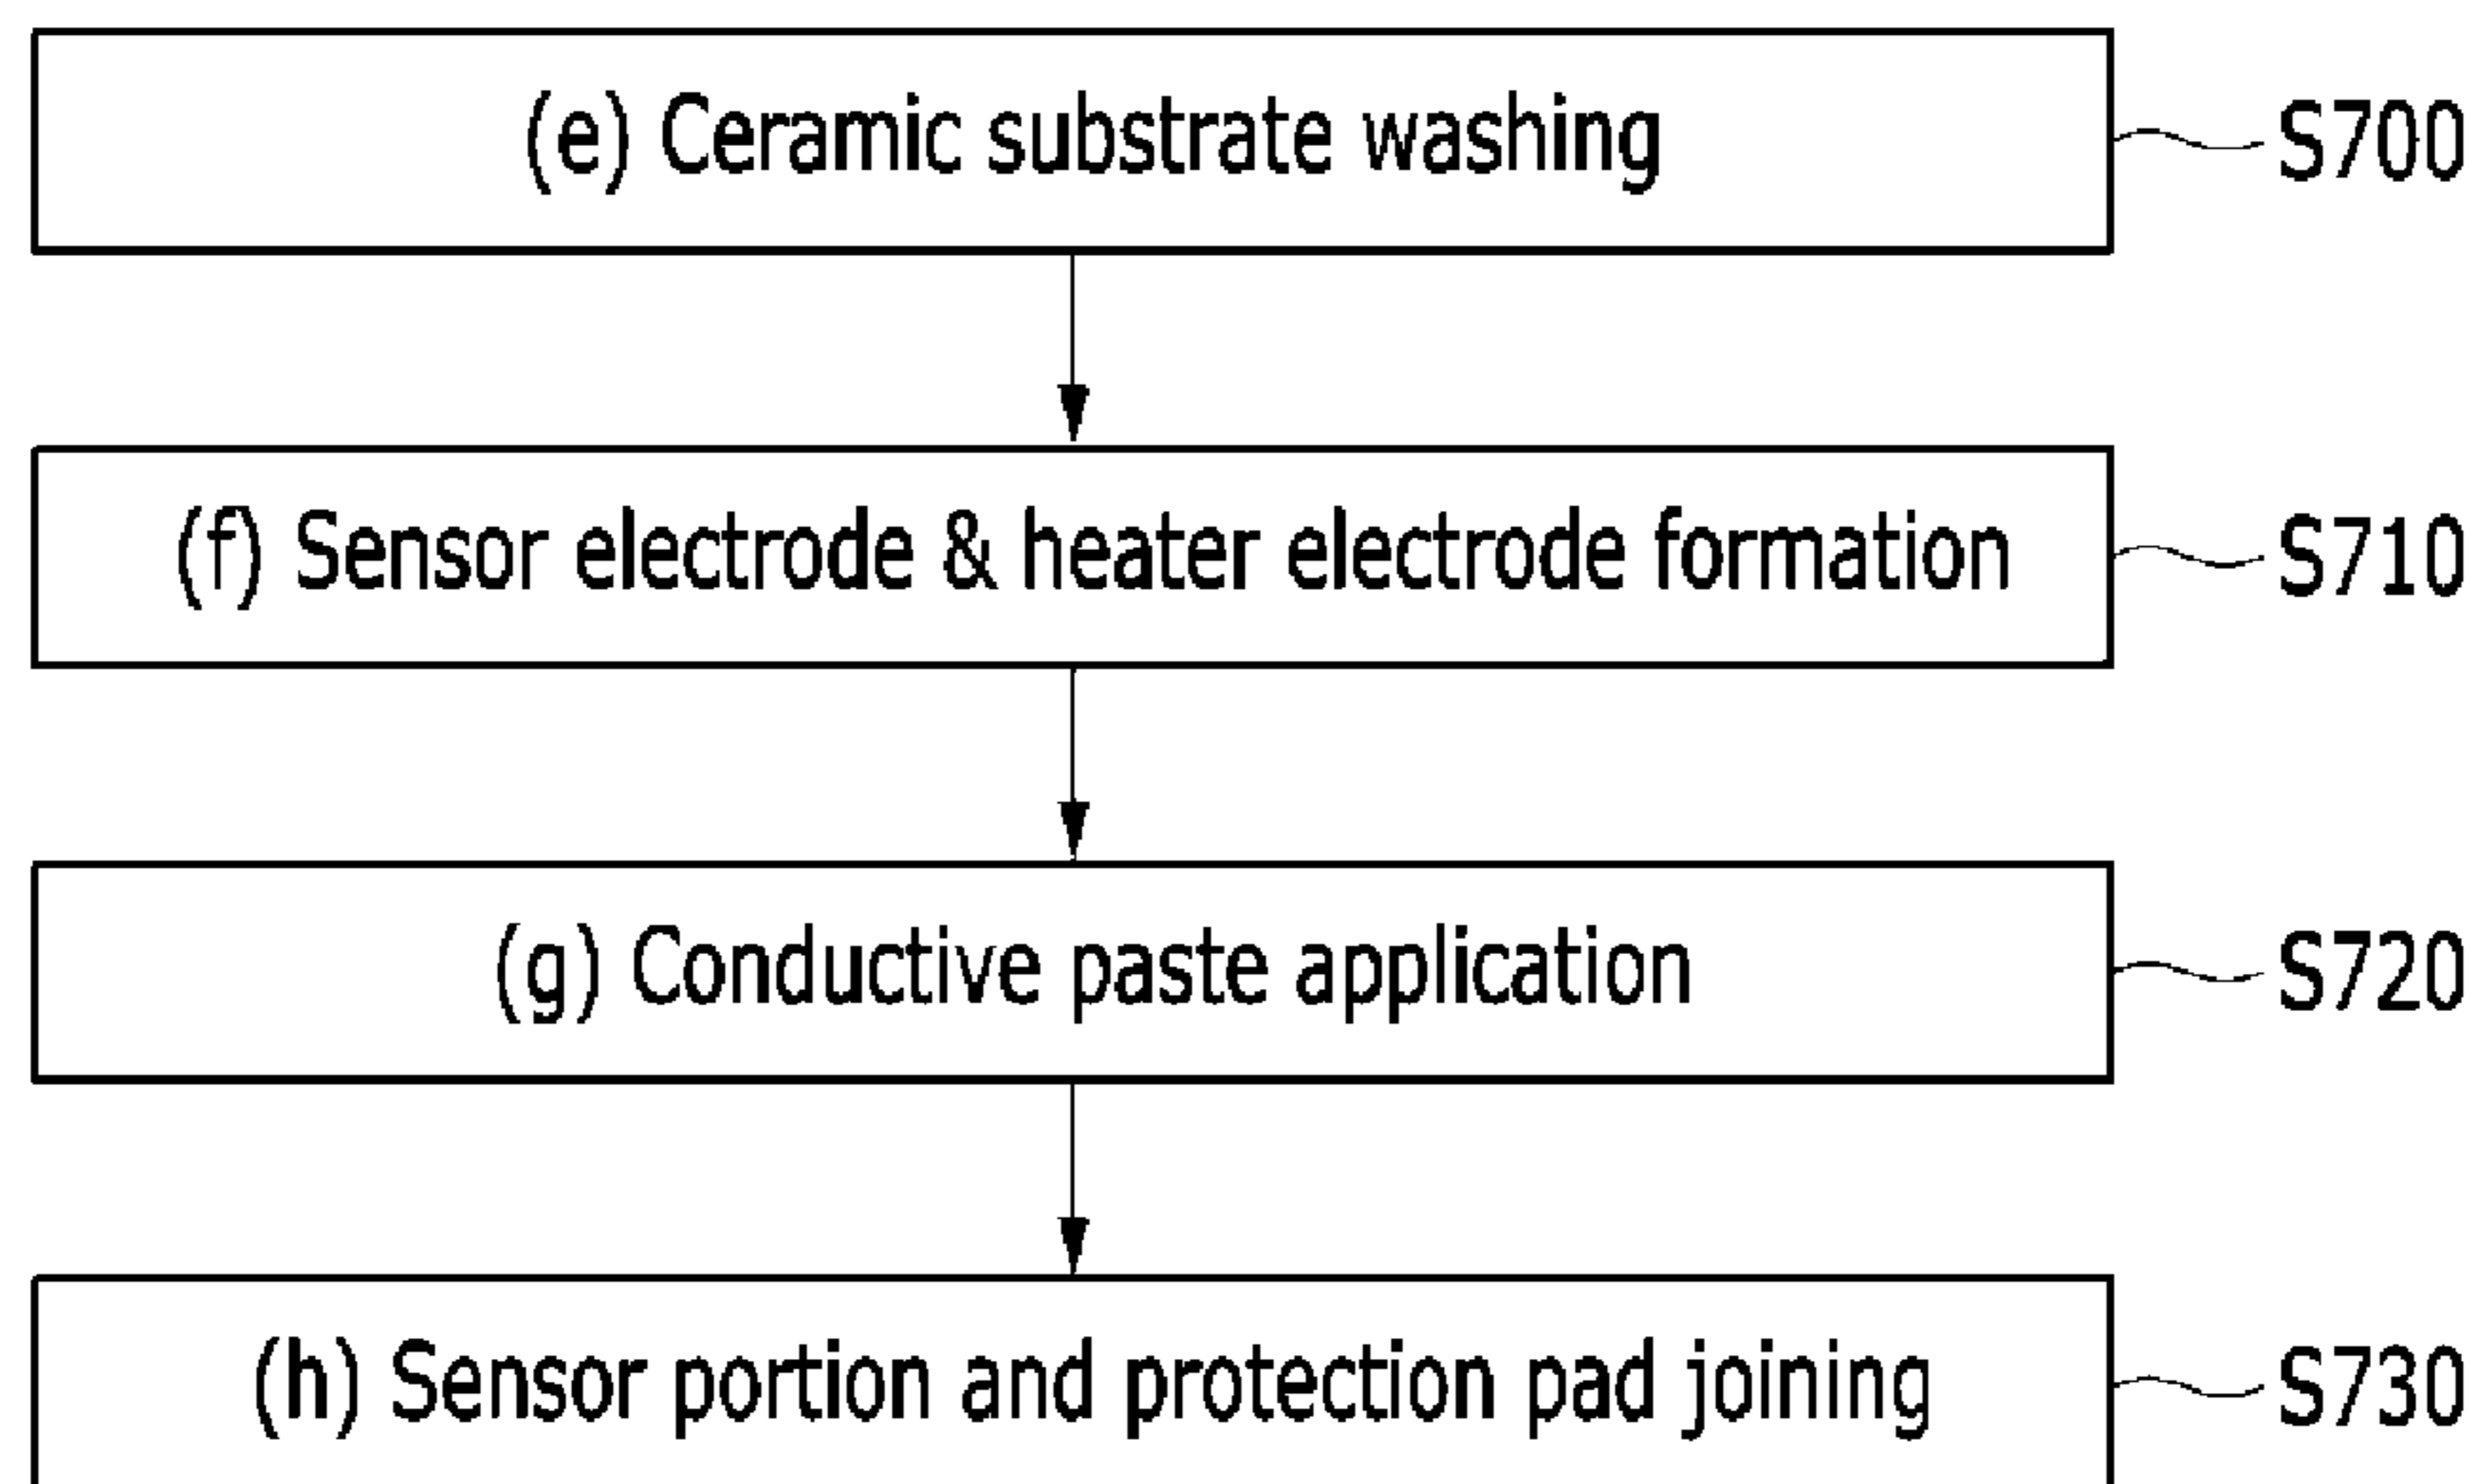 (e) Ceramic substrate washing
S700
(f) Sensor electrode & heater electrode formation
S710
(g) Conductive paste application
S720
(h) Sensor portion and protection pad joining
S730